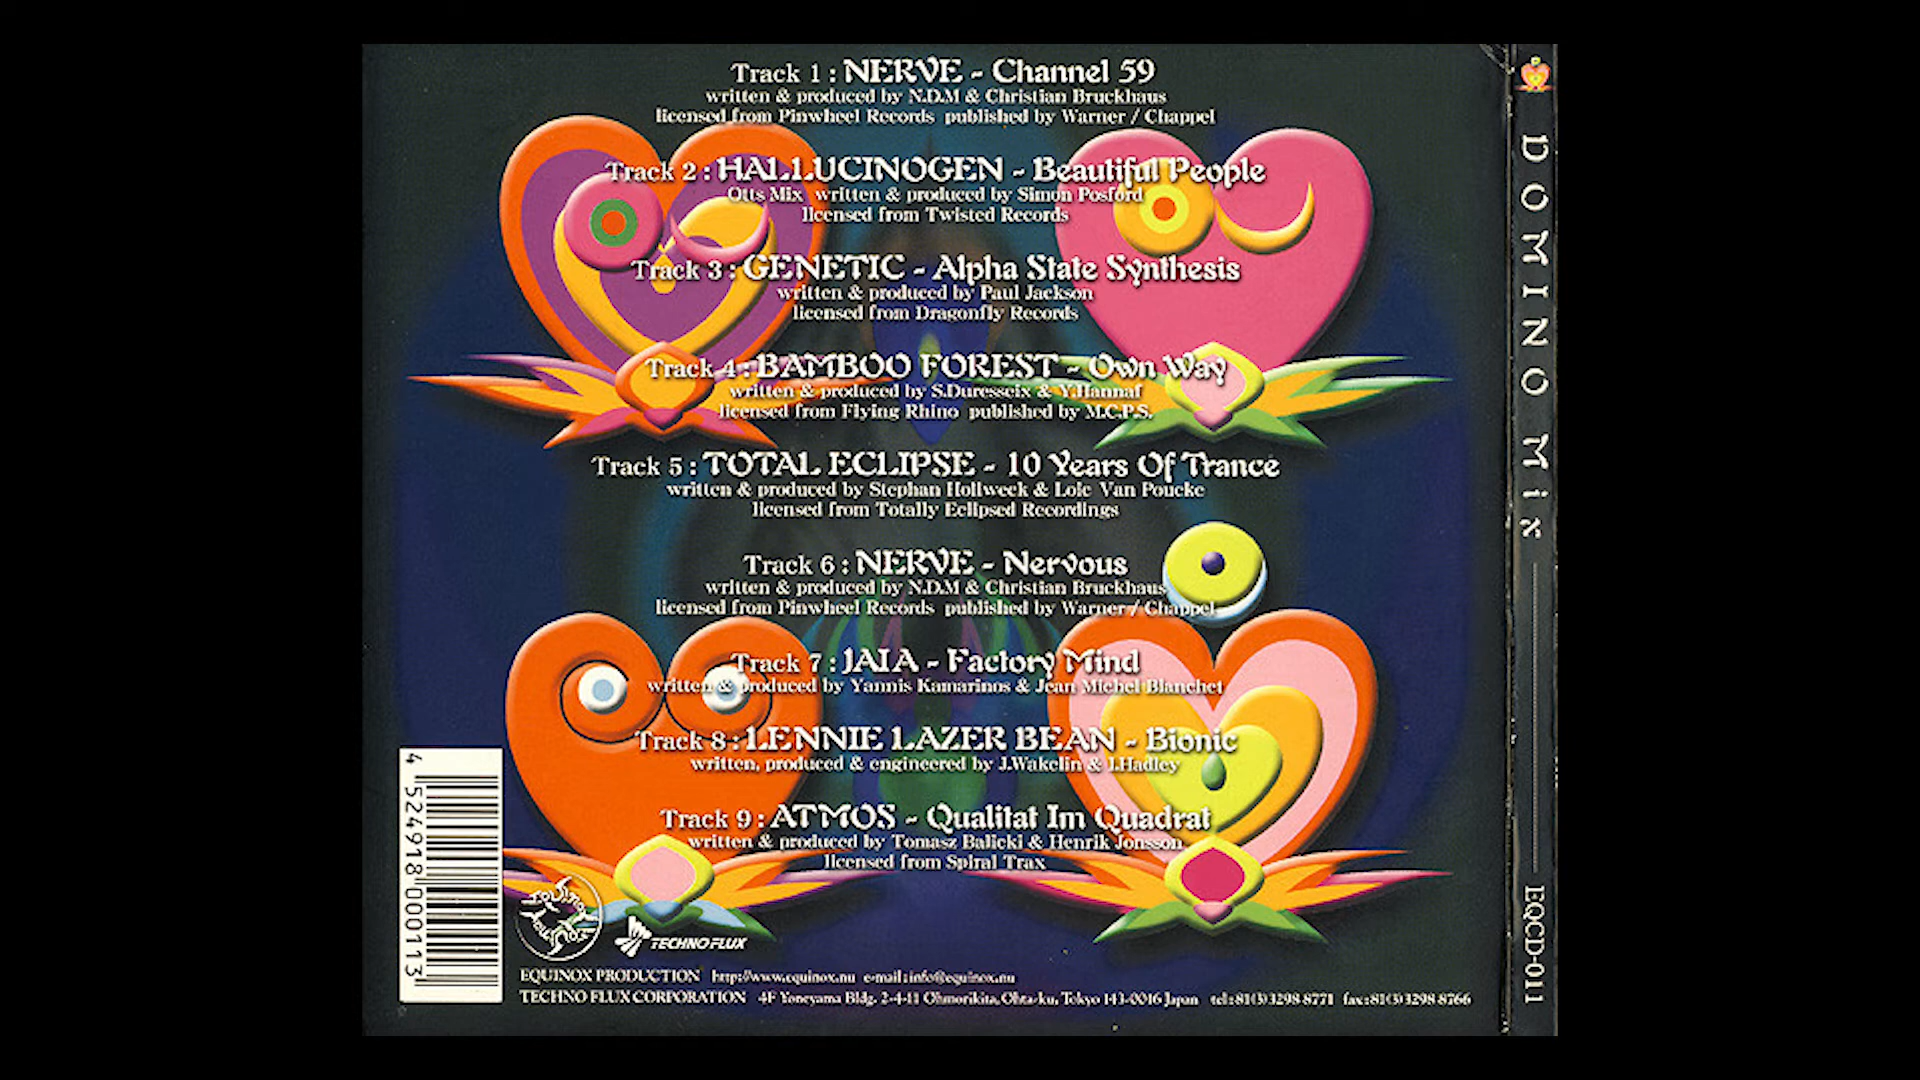 Track 1 : NERVE - Channel 59
written & produced by N.D.M & Christian Bruckhaus
licensed from Pinwheel Records published by Warner / Chappel
Track 2 : HALLUCINOGEN - Beautiful People
Otts Mix written & produced by Simon Posford
licensed from Twisted Records
Track 3 : GENETIC - Alpha State Synthesis
written & produced by Paul Jackson
licensed from Dragonfly Records
Track 4 : BAMBOO FOREST - Own Way
written & produced by S.Duresseix & Y.Hannaf
licensed from Flying Rhino published by M.C.P.S.
Track 5 : TOTAL ECLIPSE - 10 Years Of Trance
written & produced by Stephan Hollweck & Loic Van Poucke
licensed from Totally Eclipsed Recordings
Track 6 : NERVE - Nervous
written & produced by N.D.M & Christian Bruckhaus
licensed from Pinwheel Records published by Warner / Chappel
Track 7 : JAIA - Factory Mind
written & produced by Yannis Kamarinos & Jean Michel Blanchet
Track 8 : LENNIE LAZER BEAN - Bionic
written, produced & engineered by J.Wakelin & I.Hadley
Track 9 : ATMOS - Qualitat Im Quadrat
written & produced by Tomasz Balicki & Henrik Jonsson
licensed from Spiral Trax
4 524918 000113
TECHNO FLUX
EQUINOX PRODUCTION http://www.equinox.nu e-mail:info@equinox.nu
TECHNO FLUX CORPORATION 4F Yoneyama Bldg. 2-4-11 Ohmorikita, Ohta-ku, Tokyo 143-0016 Japan tel:81(3)3298-8771 fax:81(3)3298-8766
DOMINO MiX
EQCD-011